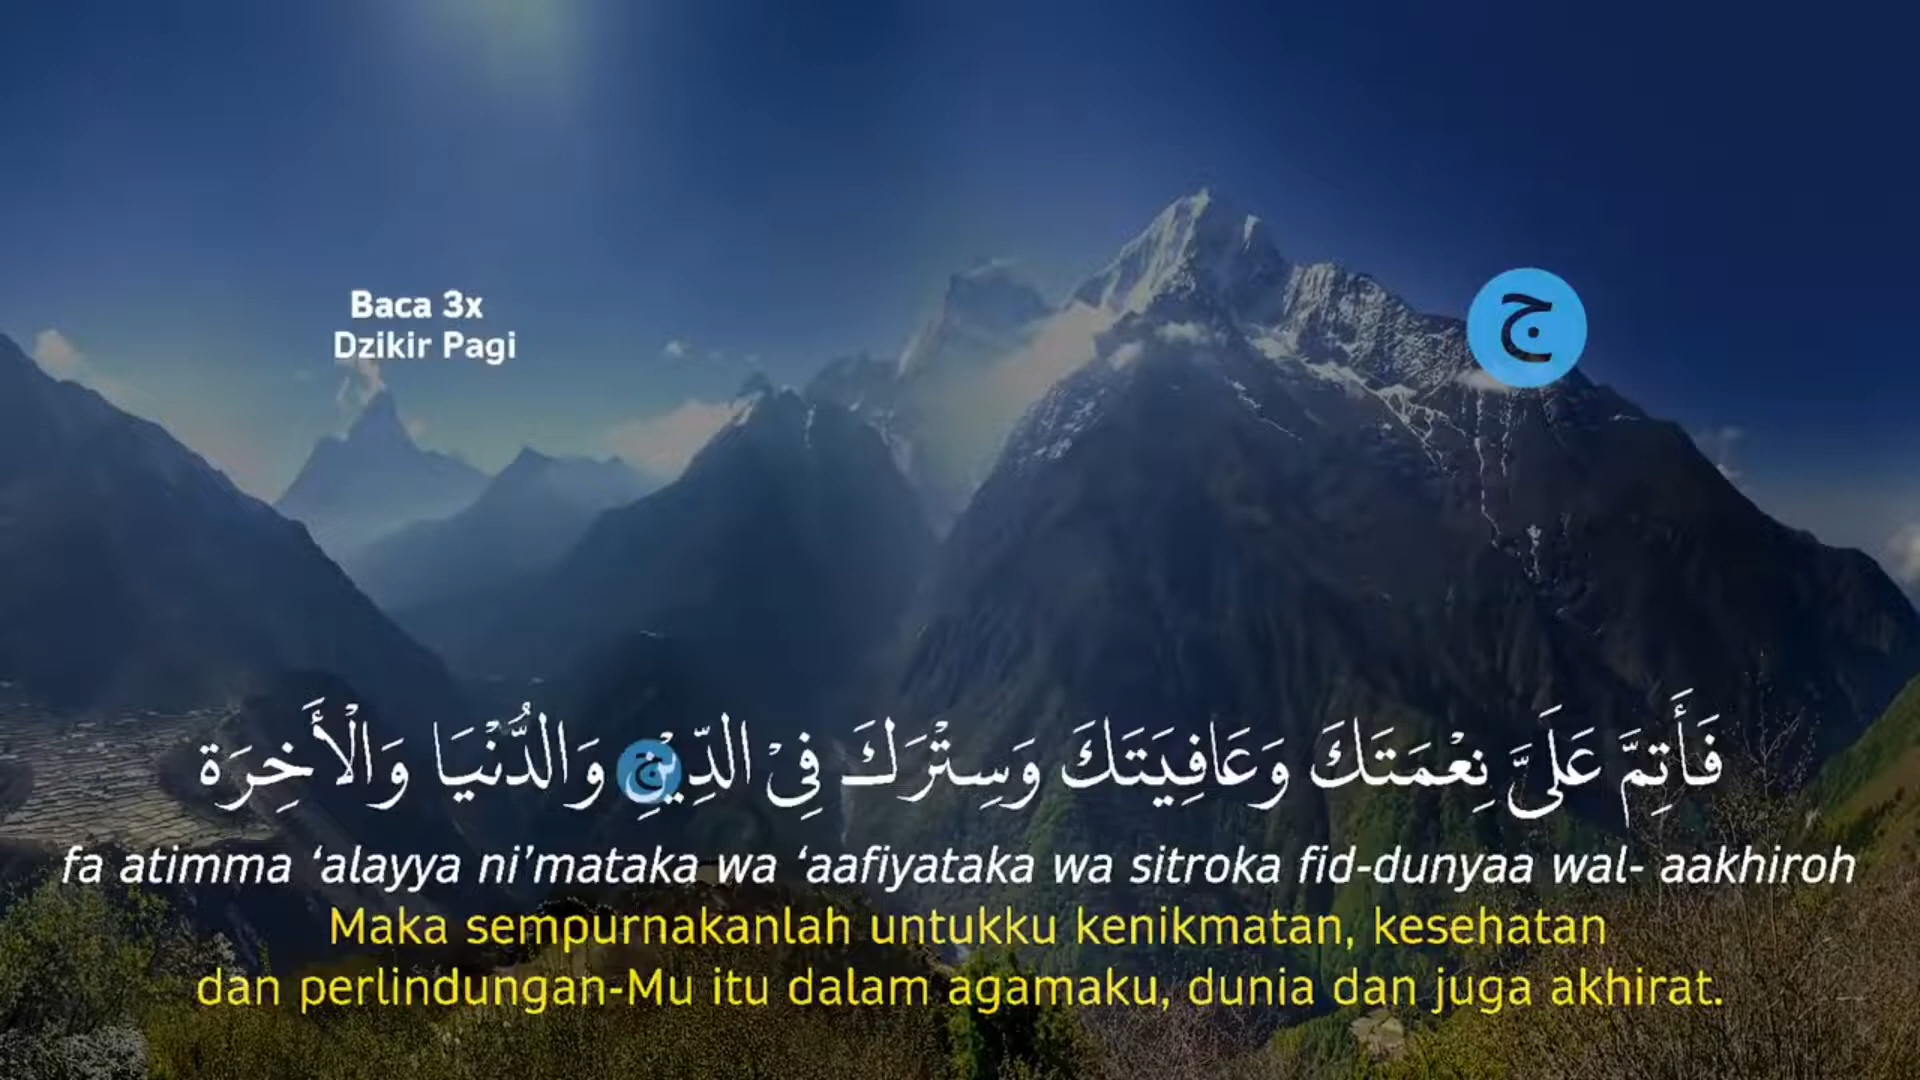 Baca 3x
Dzikir Pagi
ج
فَأَتِمَّ عَلَيَّ نِعْمَتَكَ وَعَافِيَتَكَ وَسِتْرَكَ فِيْ الدِّيْنِ وَالدُّنْيَا وَالْأَخِرَة
ج
fa atimma ‘alayya ni’mataka wa ‘aafiyataka wa sitroka fid-dunyaa wal- aakhiroh
Maka sempurnakanlah untukku kenikmatan, kesehatan
dan perlindungan-Mu itu dalam agamaku, dunia dan juga akhirat.